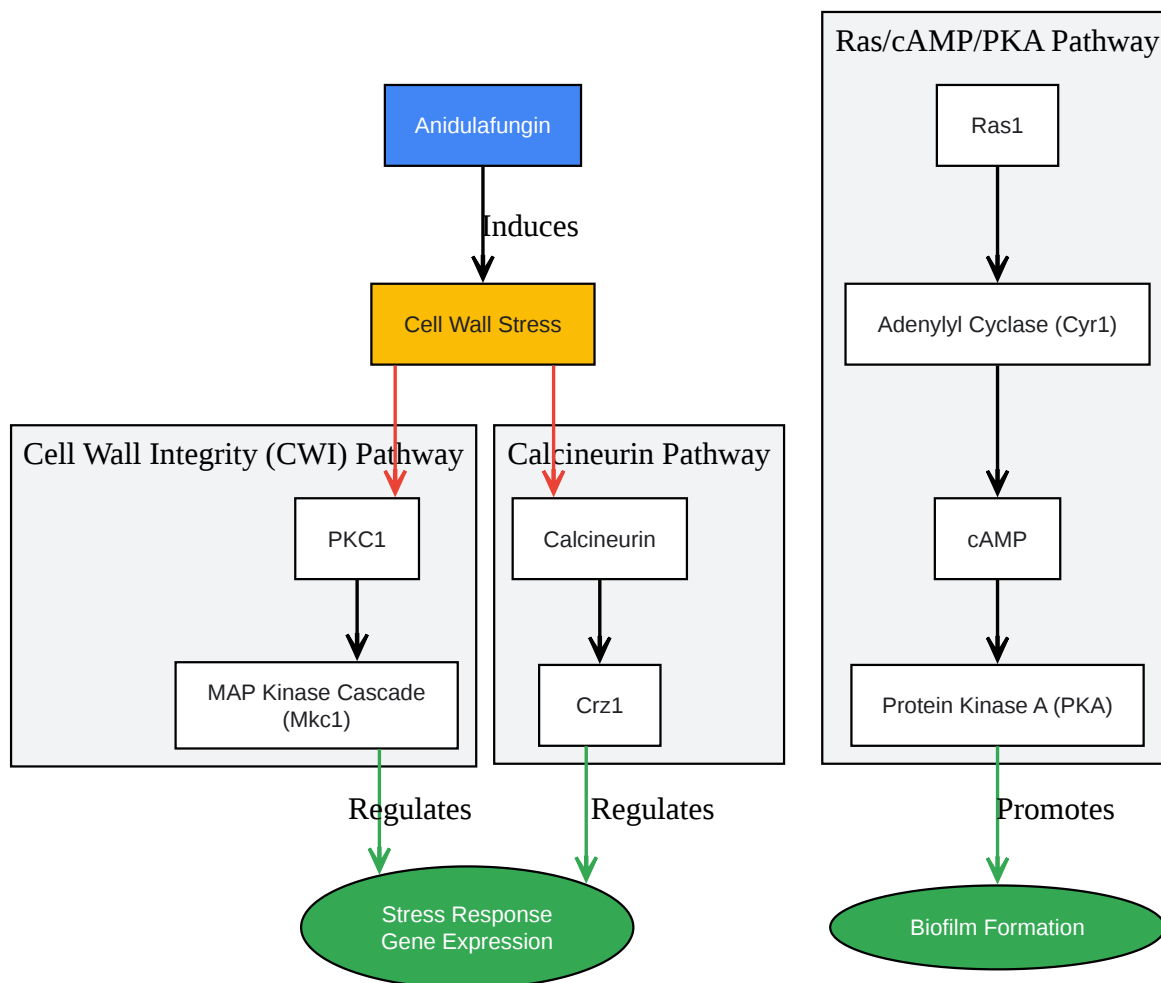 Ras/cAMP/PKA Pathway
Anidulafungin
Ras1
Induces
Cell Wall Stress
Adenylyl Cyclase (Cyr1)
Cell Wall Integrity (CWI) Pathway
Calcineurin Pathway
PKC1
Calcineurin
cAMP
MAP Kinase Cascade
(Mkc1)
Crz1
Protein Kinase A (PKA)
Regulates
Regulates
Promotes
Stress Response
Gene Expression
Biofilm Formation